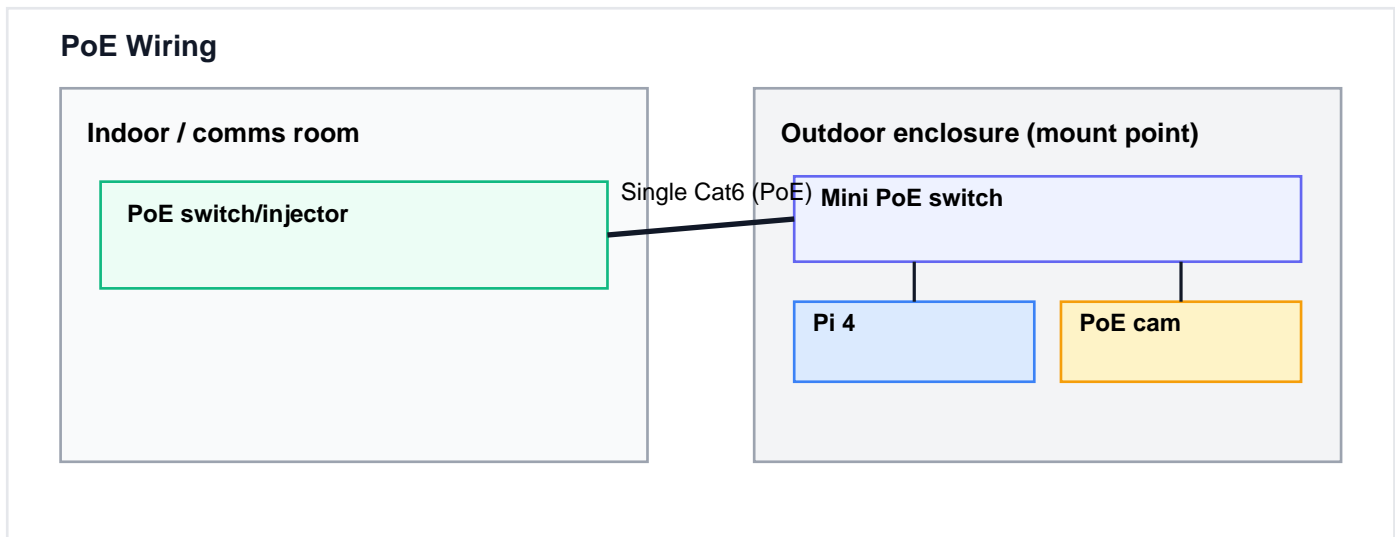 PoE Wiring
Indoor / comms room
PoE switch/injector
Single Cat6 (PoE)
Outdoor enclosure (mount point)
Mini PoE switch
Pi 4
PoE cam